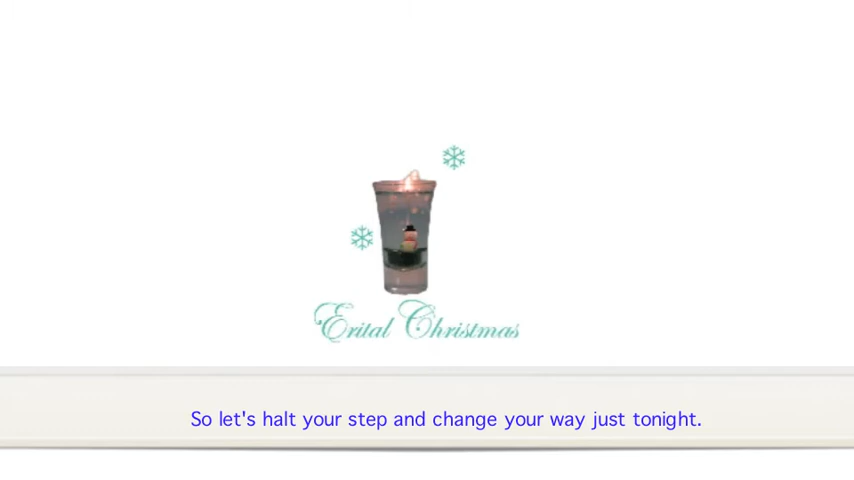 Erital Christmas
So let's halt your step and change your way just tonight.